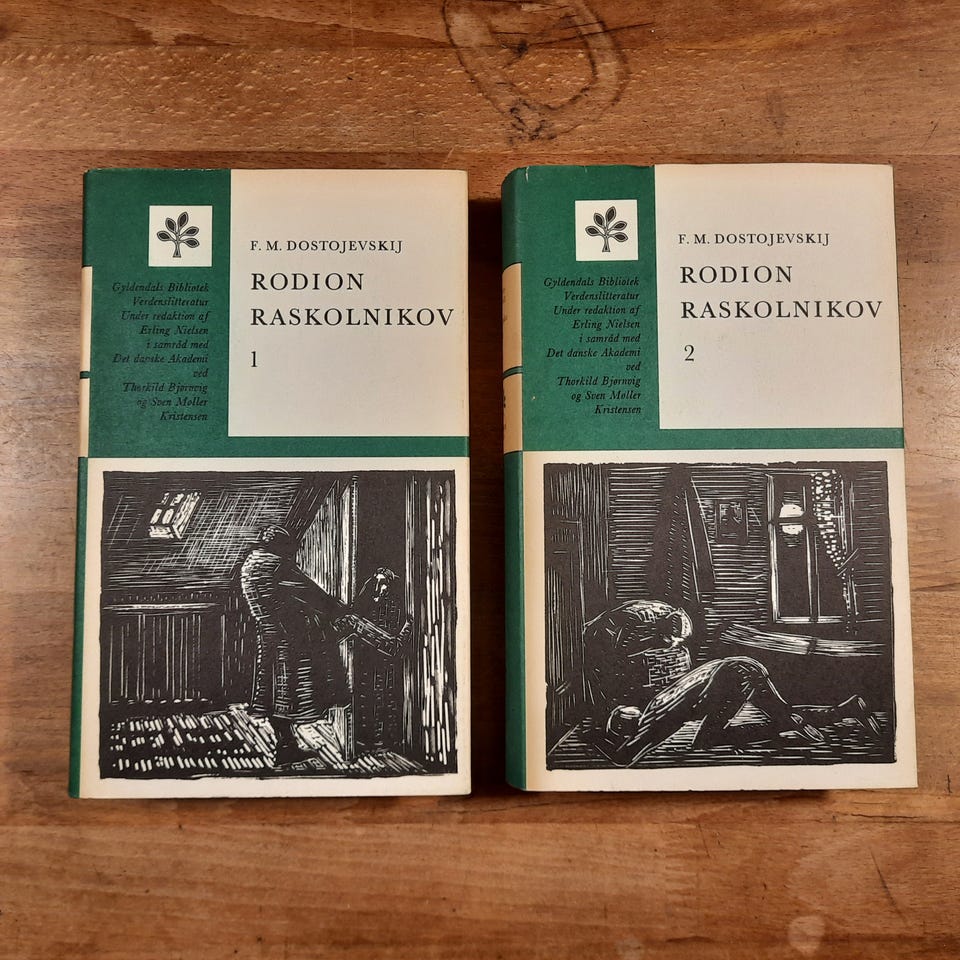 F. M. DOSTOJEVSKIJ
RODION
RASKOLNIKOV
1
Gyldendals Bibliotek
Verdenslitteratur
Under redaktion af
Erling Nielsen
i samråd med
Det danske Akademi
ved
Thorkild Bjørnvig
og Sven Møller
Kristensen
F. M. DOSTOJEVSKIJ
RODION
RASKOLNIKOV
2
Gyldendals Bibliotek
Verdenslitteratur
Under redaktion af
Erling Nielsen
i samråd med
Det danske Akademi
ved
Thorkild Bjørnvig
og Sven Møller
Kristensen